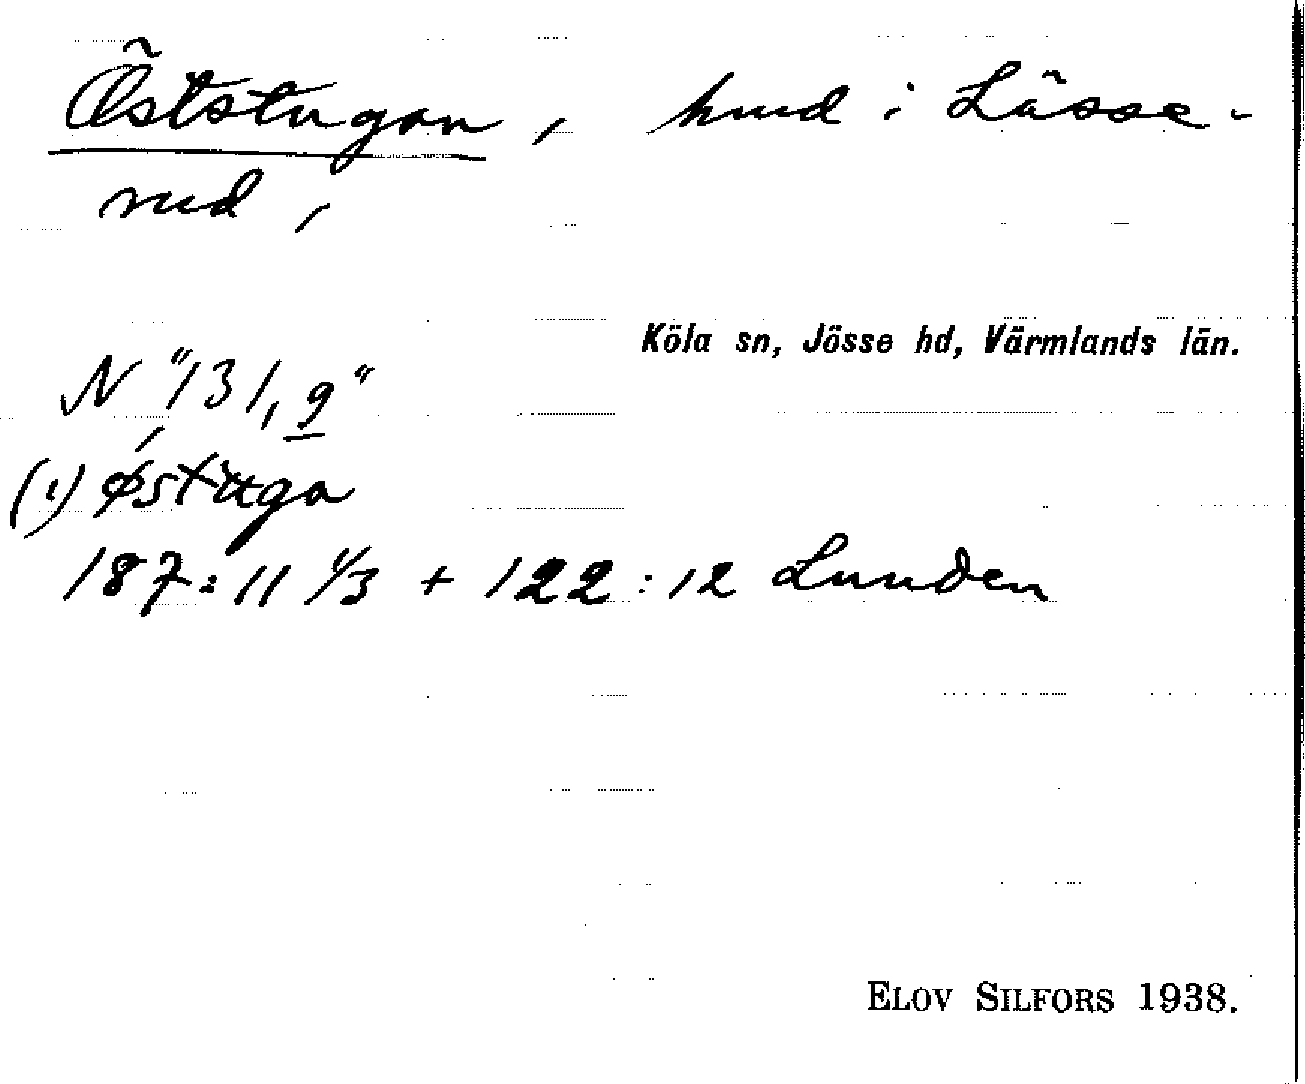 Öststugan, hmd i Lässe-
rud,
Köla sn, Jösse hd, Värmlands län.
N "131,9"
(1) østuga
187:11 1/3 + 122:12 Lunden
ELOV SILFORS 1938.